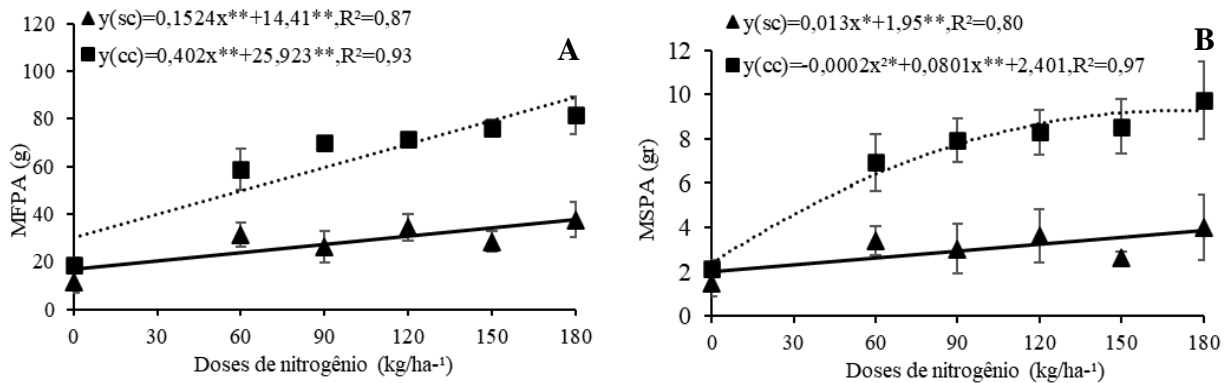 y(sc)=0,1524x**+14,41**,R²=0,87
y(cc)=0,402x**+25,923**,R²=0,93
A
MFPA (g)
120
100
80
60
40
20
0
0 30 60 90 120 150 180
Doses de nitrogênio (kg/ha-¹)
y(sc)=0,013x*+1,95**,R²=0,80
B
y(cc)=-0,0002x²*+0,0801x**+2,401,R²=0,97
MSPA (gr)
12
10
8
6
4
2
0
0 30 60 90 120 150 180
Doses de nitrogênio (kg/ha-¹)